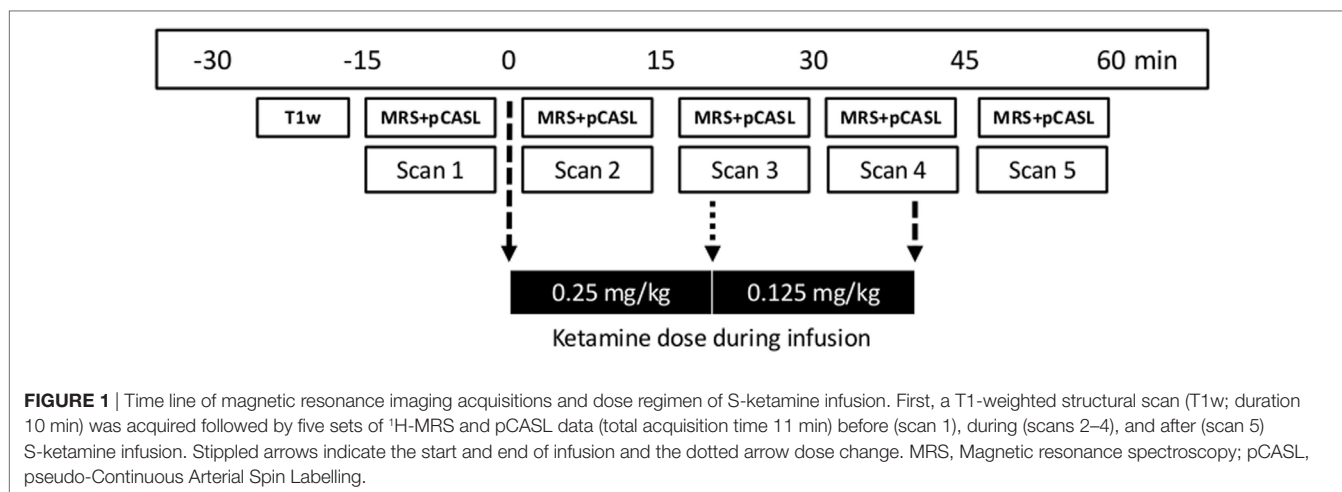 -30 -15 0 15 30 45 60 min
T1w MRS+pCASL MRS+pCASL MRS+pCASL MRS+pCASL MRS+pCASL
Scan 1 Scan 2 Scan 3 Scan 4 Scan 5
0.25 mg/kg 0.125 mg/kg
Ketamine dose during infusion
FIGURE 1 | Time line of magnetic resonance imaging acquisitions and dose regimen of S-ketamine infusion. First, a T1-weighted structural scan (T1w; duration
10 min) was acquired followed by five sets of ¹H-MRS and pCASL data (total acquisition time 11 min) before (scan 1), during (scans 2–4), and after (scan 5)
S-ketamine infusion. Stippled arrows indicate the start and end of infusion and the dotted arrow dose change. MRS, Magnetic resonance spectroscopy; pCASL,
pseudo-Continuous Arterial Spin Labelling.